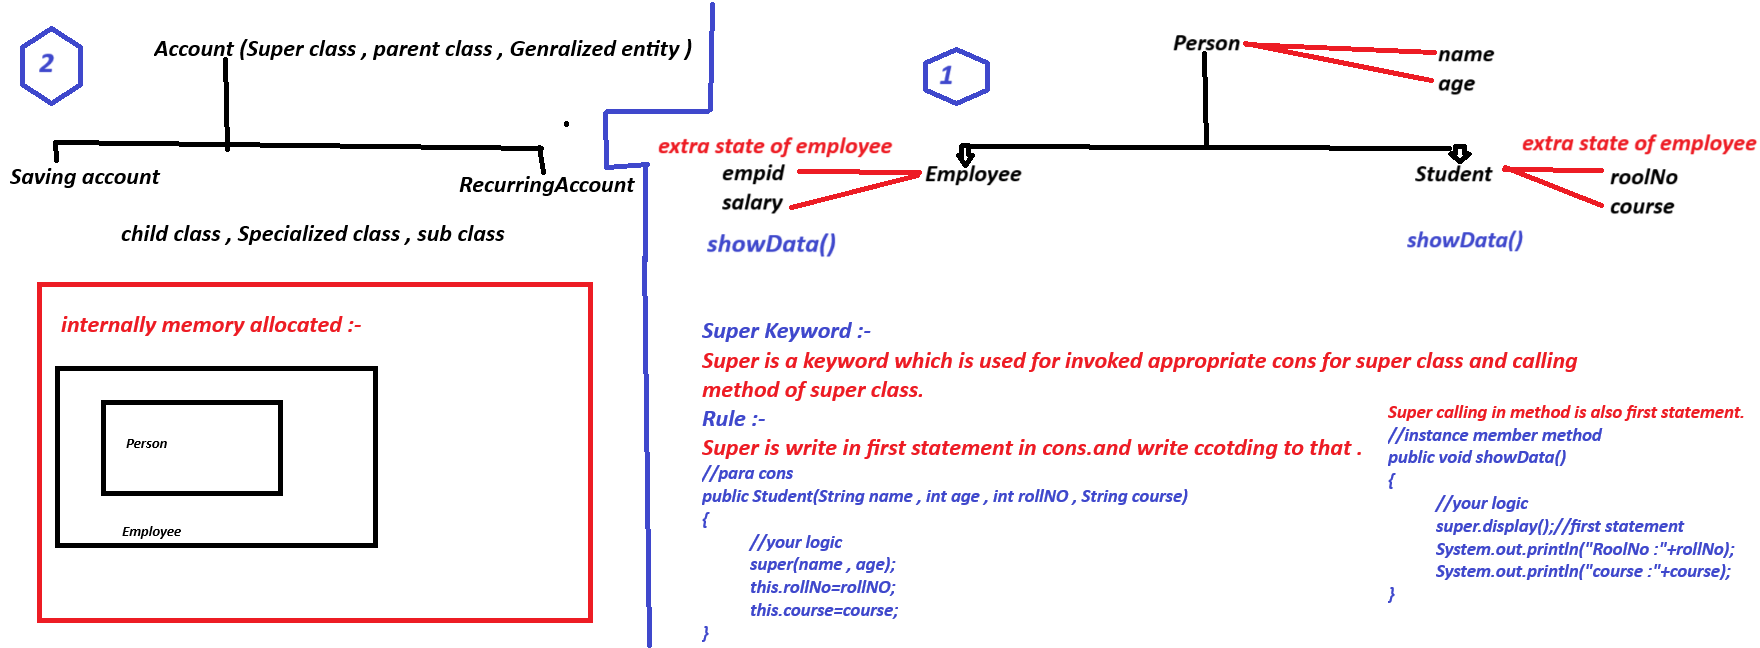 2
Account (Super class , parent class , Genralized entity )
Saving account
RecurringAccount
child class , Specialized class , sub class
internally memory allocated :-
Person
Employee
1
Person
name
age
extra state of employee
empid
salary
Employee
showData()
Student
extra state of employee
roolNo
course
showData()
Super Keyword :-
Super is a keyword which is used for invoked appropriate cons for super class and calling
method of super class.
Rule :-
Super is write in first statement in cons.and write ccotding to that .
//para cons
public Student(String name , int age , int rollNO , String course)
{
//your logic
super(name , age);
this.rollNo=rollNO;
this.course=course;
}
Super calling in method is also first statement.
//instance member method
public void showData()
{
//your logic
super.display();//first statement
System.out.println("RoolNo :"+rollNo);
System.out.println("course :"+course);
}